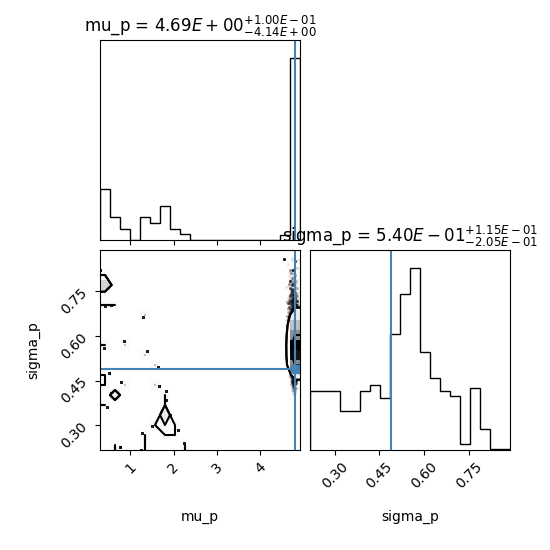 mu_p = 4.69E + 00+1.00E−01 −4.14E+00
sigma_p = 5.40E − 01+1.15E−01 −2.05E−01
sigma_p
0.75
0.60
0.45
0.30
1 2 3 4
0.30 0.45 0.60 0.75
mu_p sigma_p